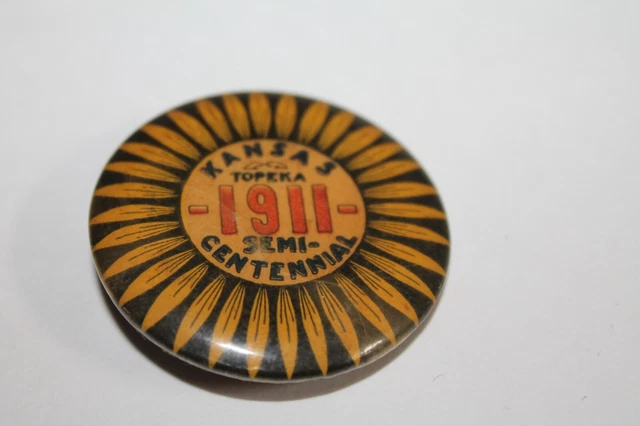 KANSAS
TOPEKA
-1911-
SEMI-
CENTENNIAL